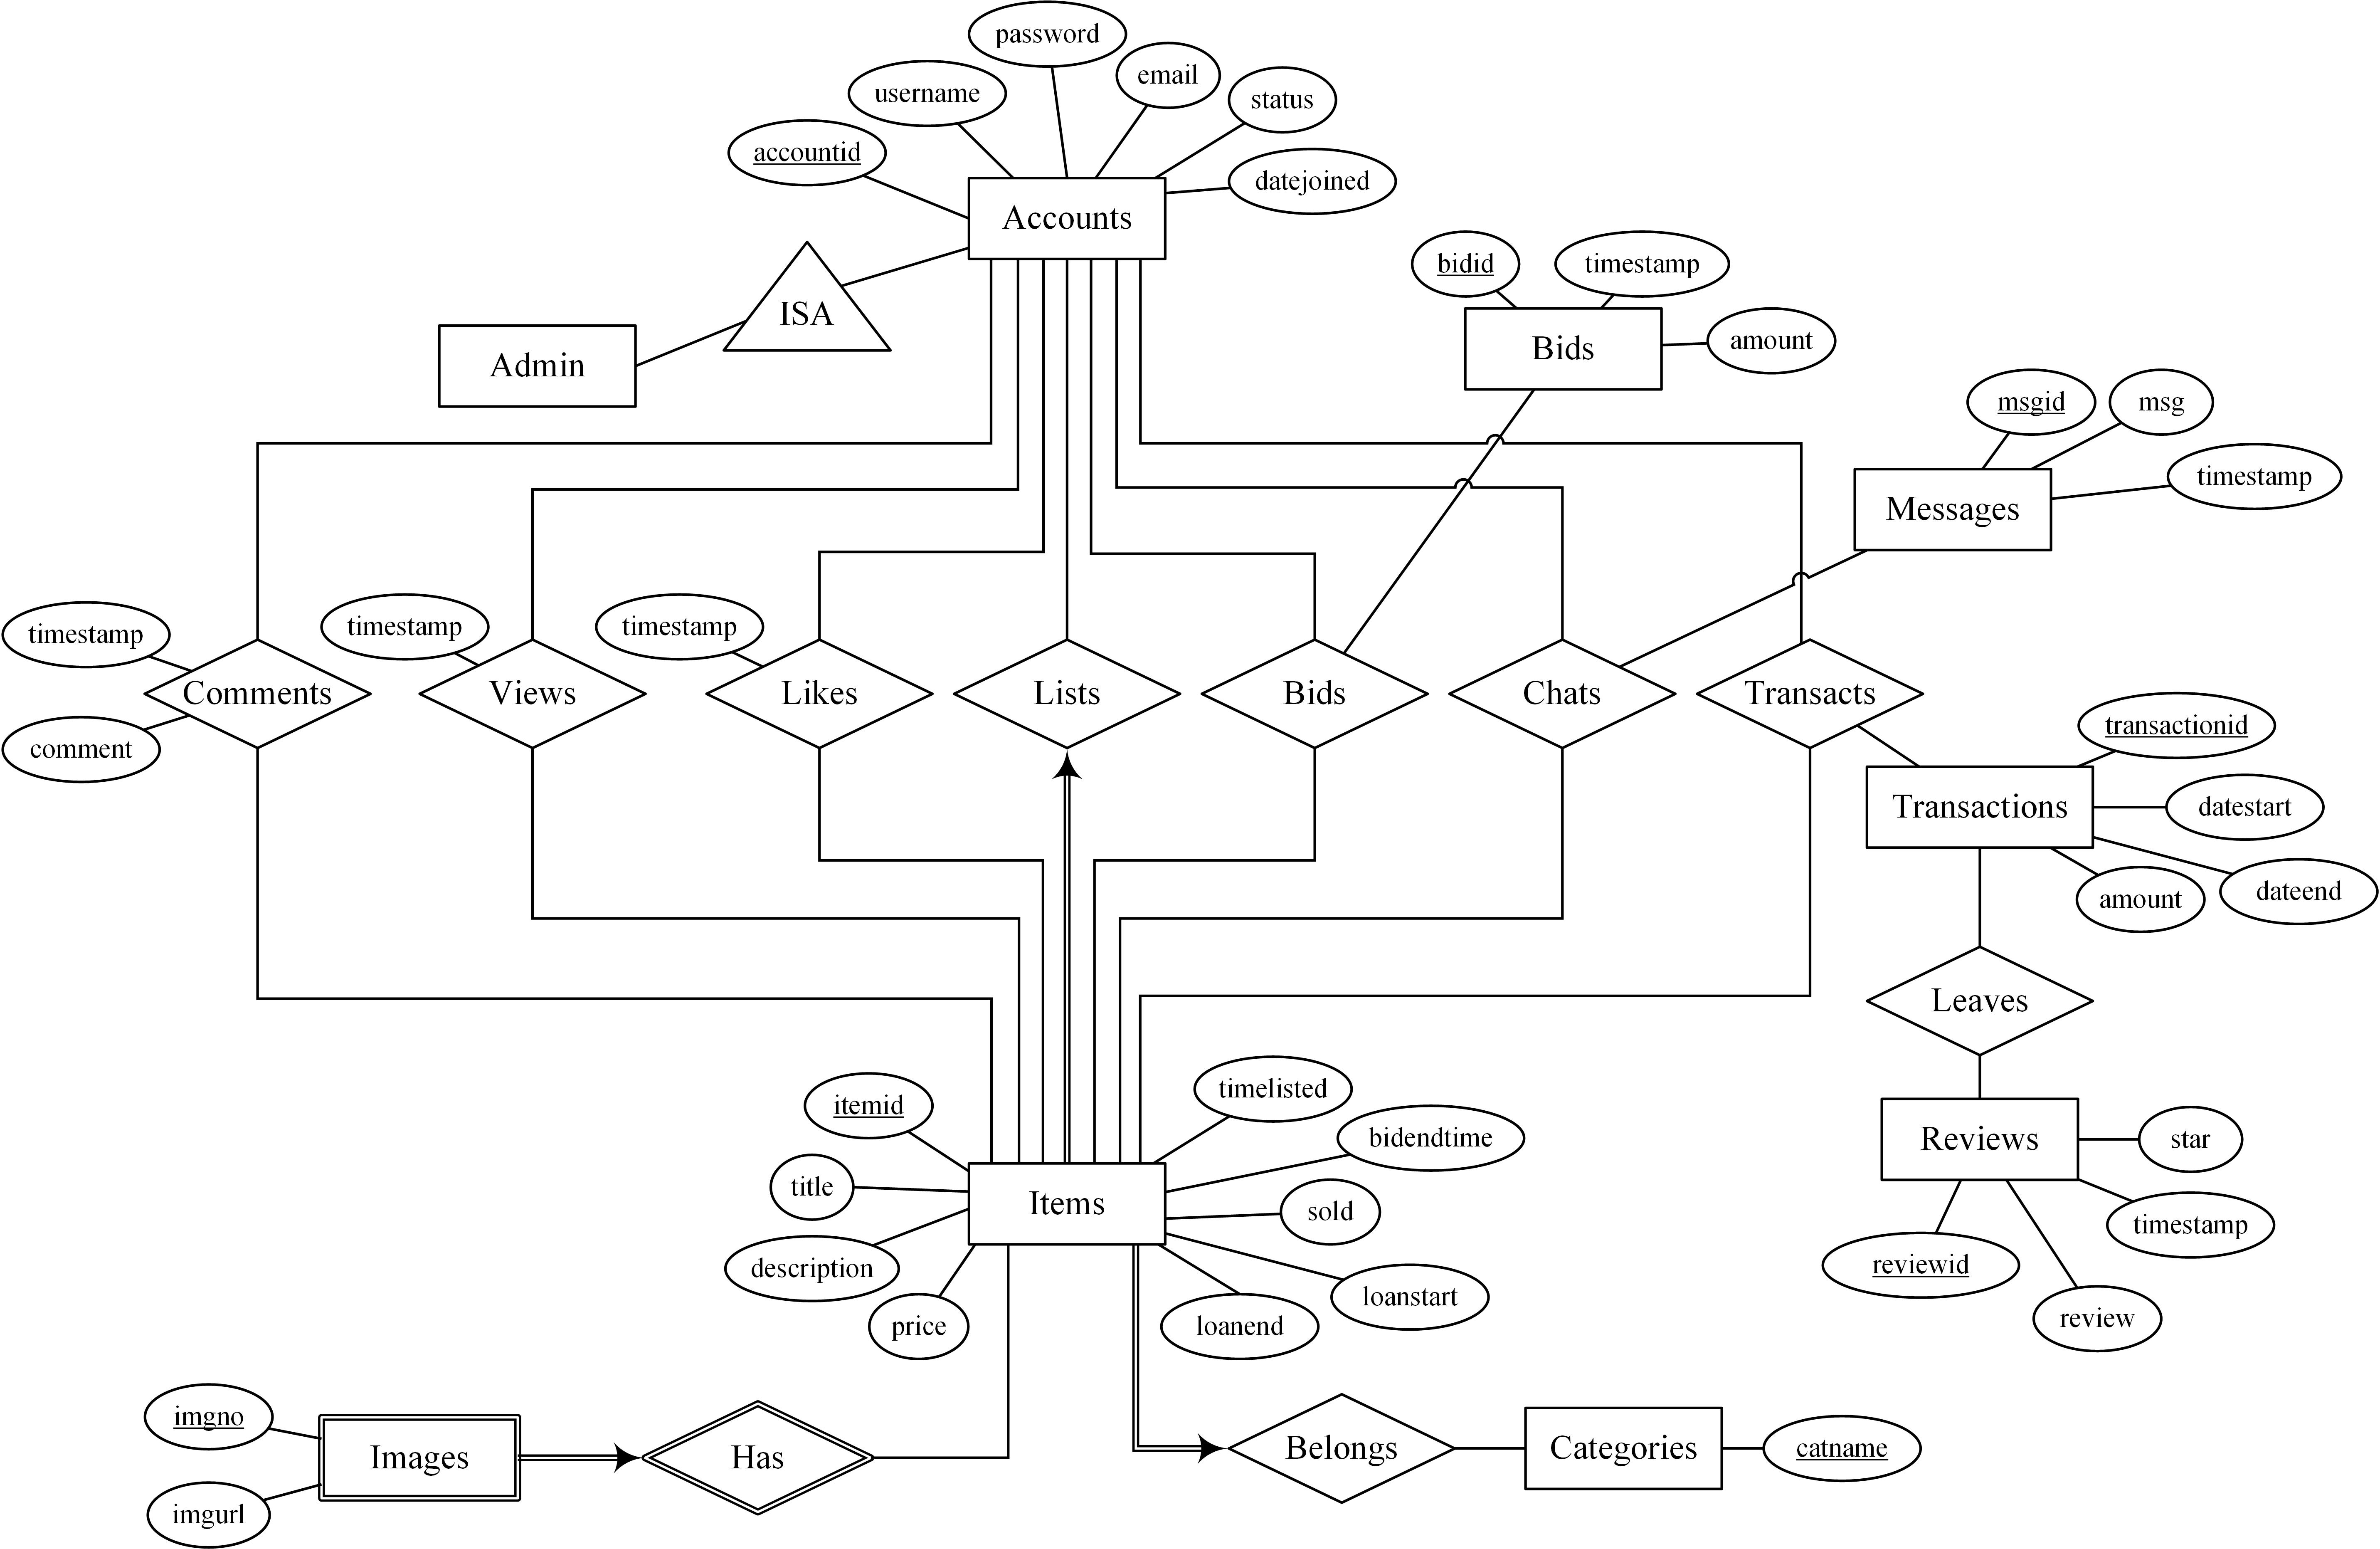 password
email
username
status
accountid
datejoined
Accounts
bidid
timestamp
ISA
amount
Bids
Admin
msgid
msg
timestamp
Messages
timestamp
timestamp
timestamp
Comments
Views
Likes
Lists
Bids
Chats
Transacts
comment
transactionid
Transactions
datestart
amount
dateend
Leaves
timelisted
itemid
bidendtime
Reviews
star
title
Items
sold
timestamp
description
reviewid
loanstart
price
loanend
review
imgno
Images
Has
Belongs
Categories
catname
imgurl